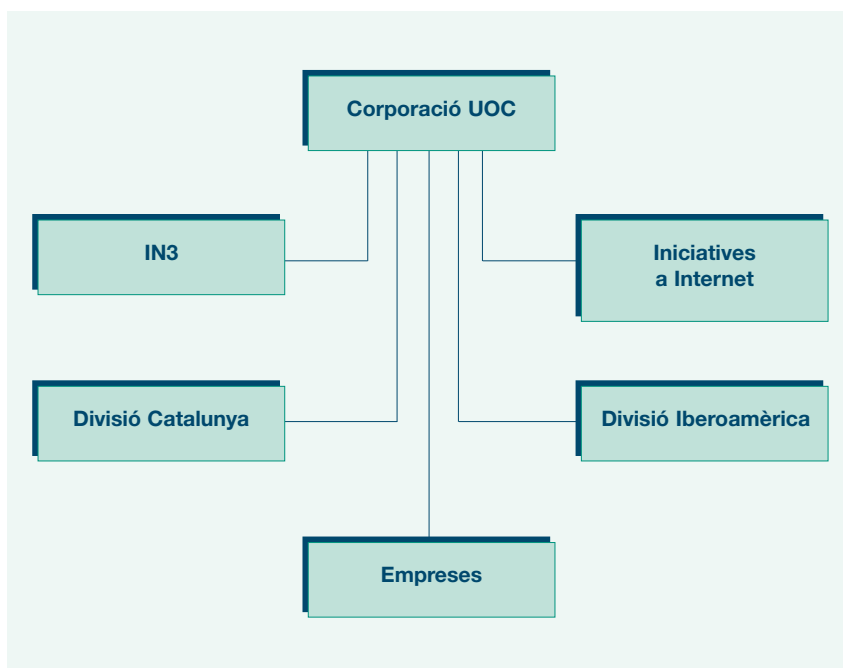 Corporació UOC
IN3
Iniciatives
a Internet
Divisió Catalunya
Divisió Iberoamèrica
Empreses